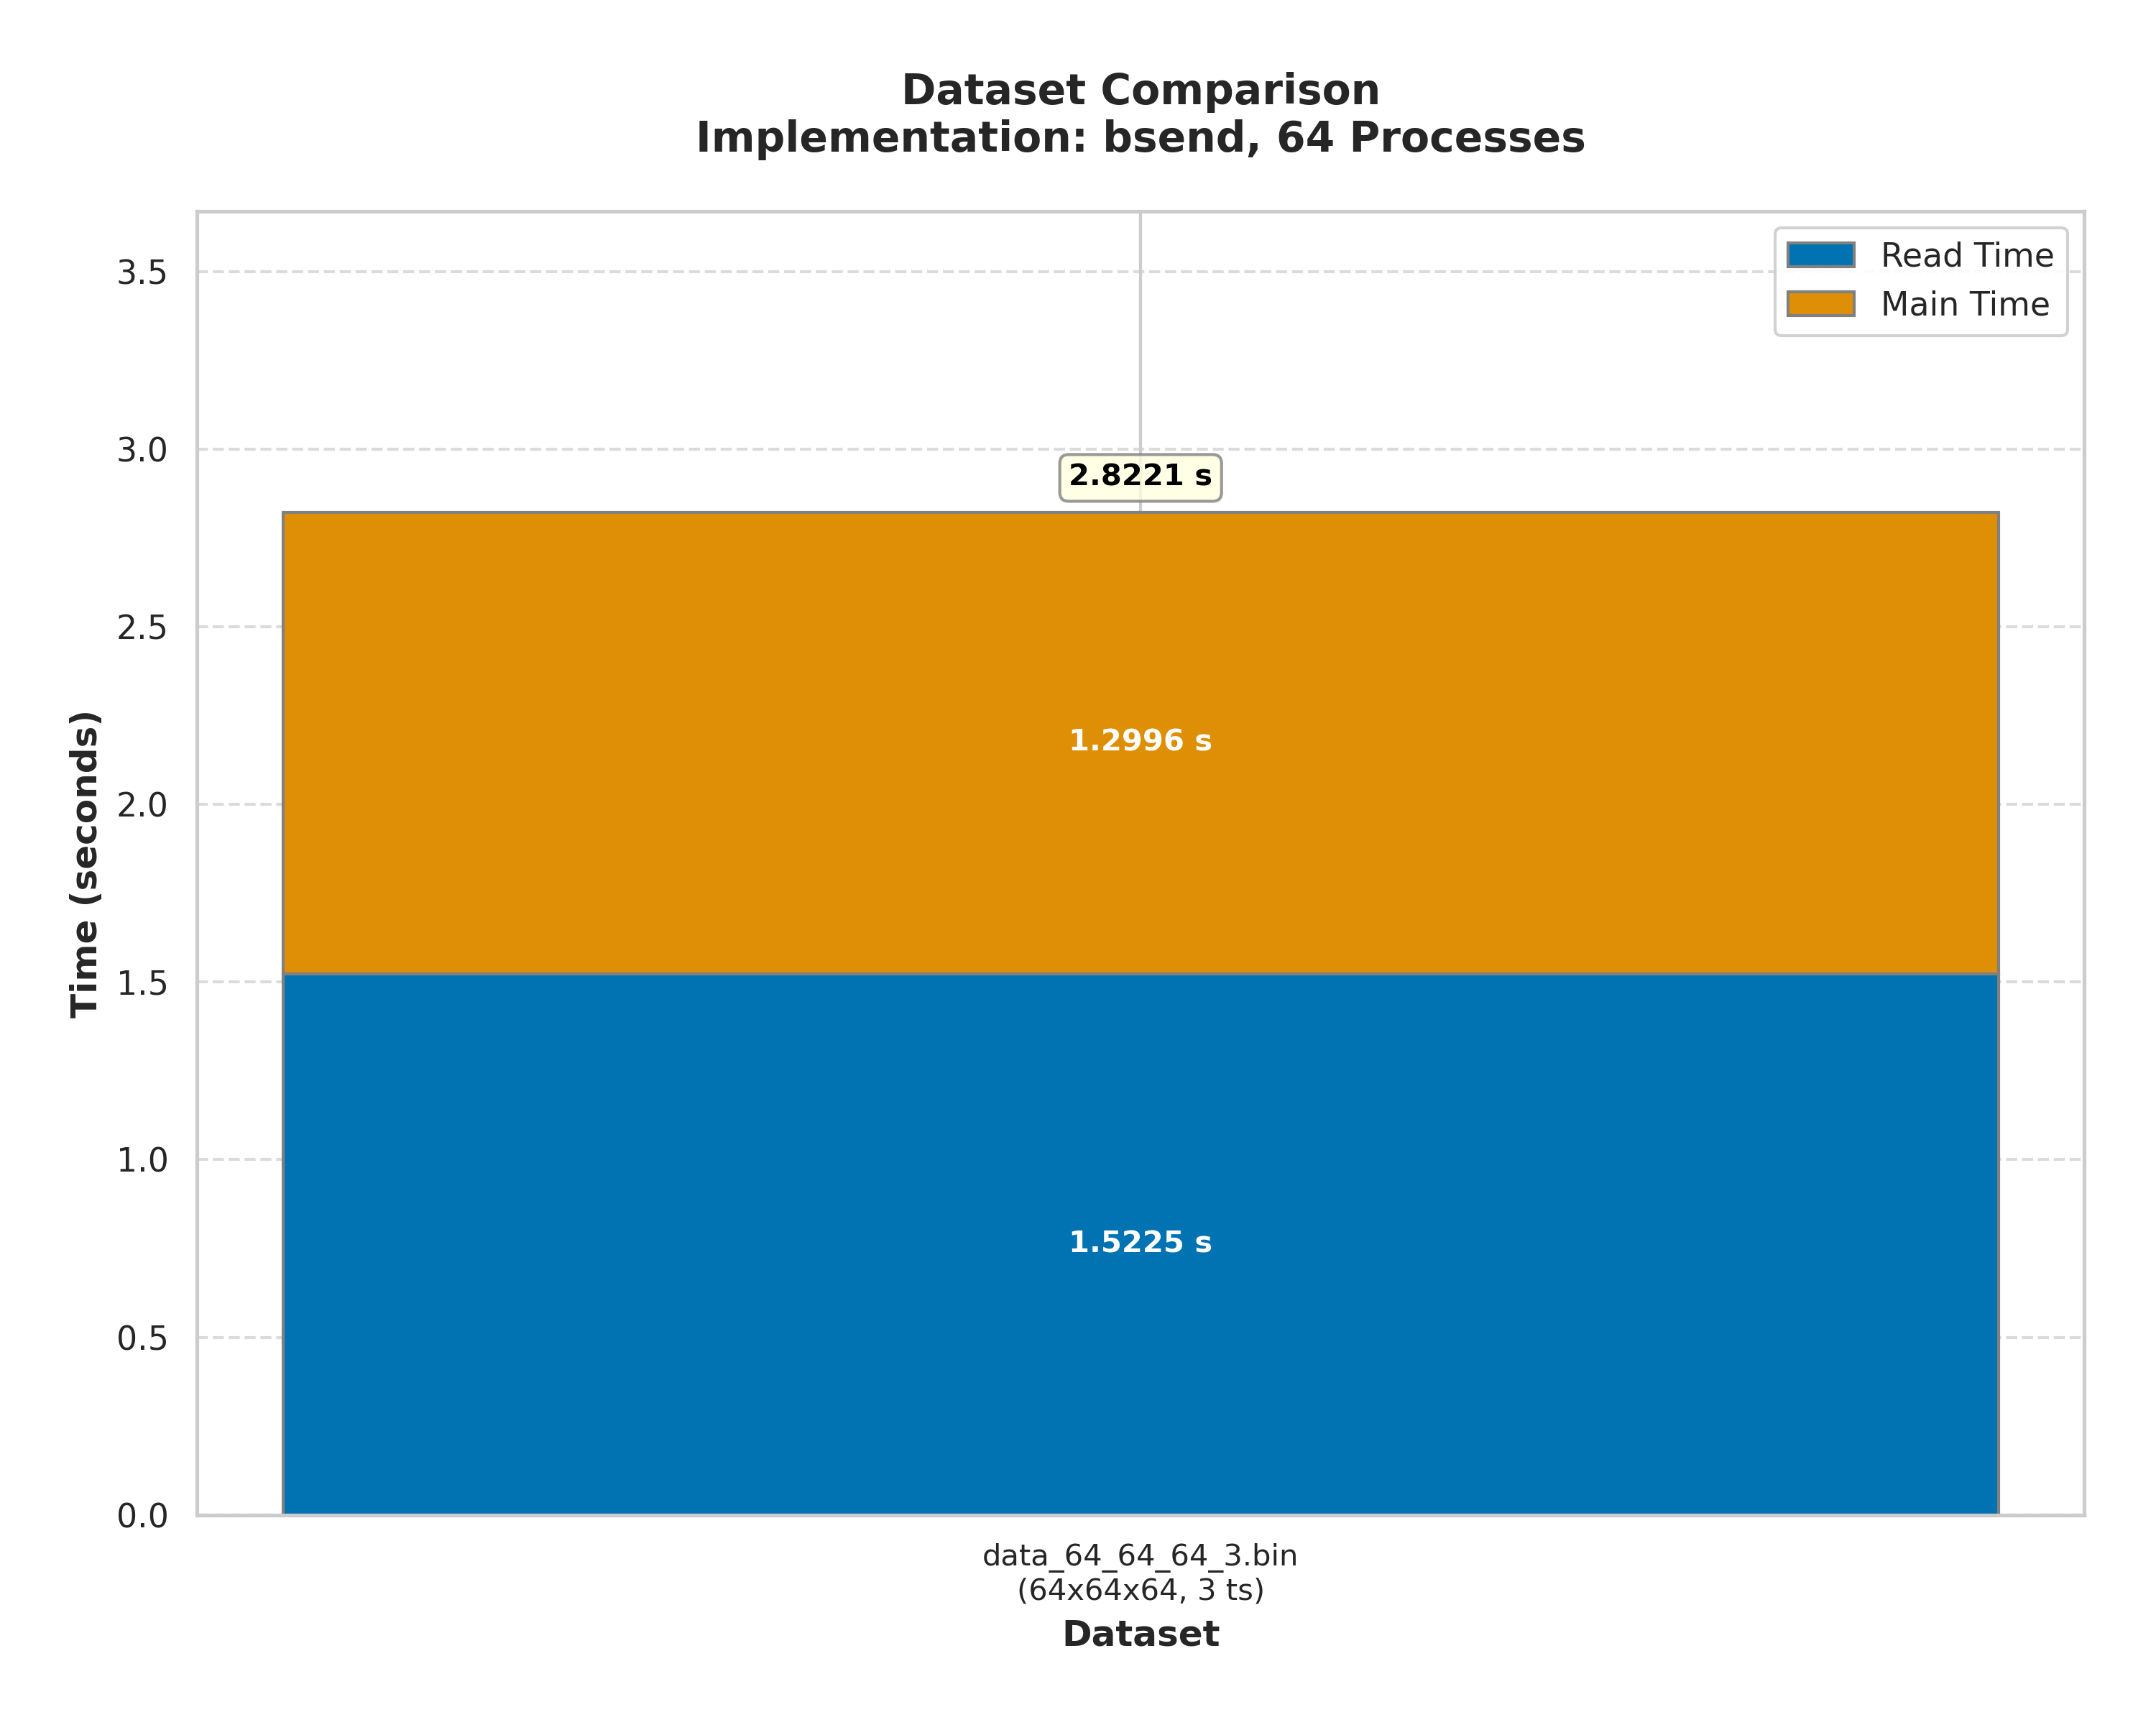 Dataset Comparison
Implementation: bsend, 64 Processes
Read Time
Main Time
3.5
3.0
2.5
2.0
1.5
1.0
0.5
0.0
Time (seconds)
2.8221 s
1.2996 s
1.5225 s
data_64_64_64_3.bin
(64x64x64, 3 ts)
Dataset